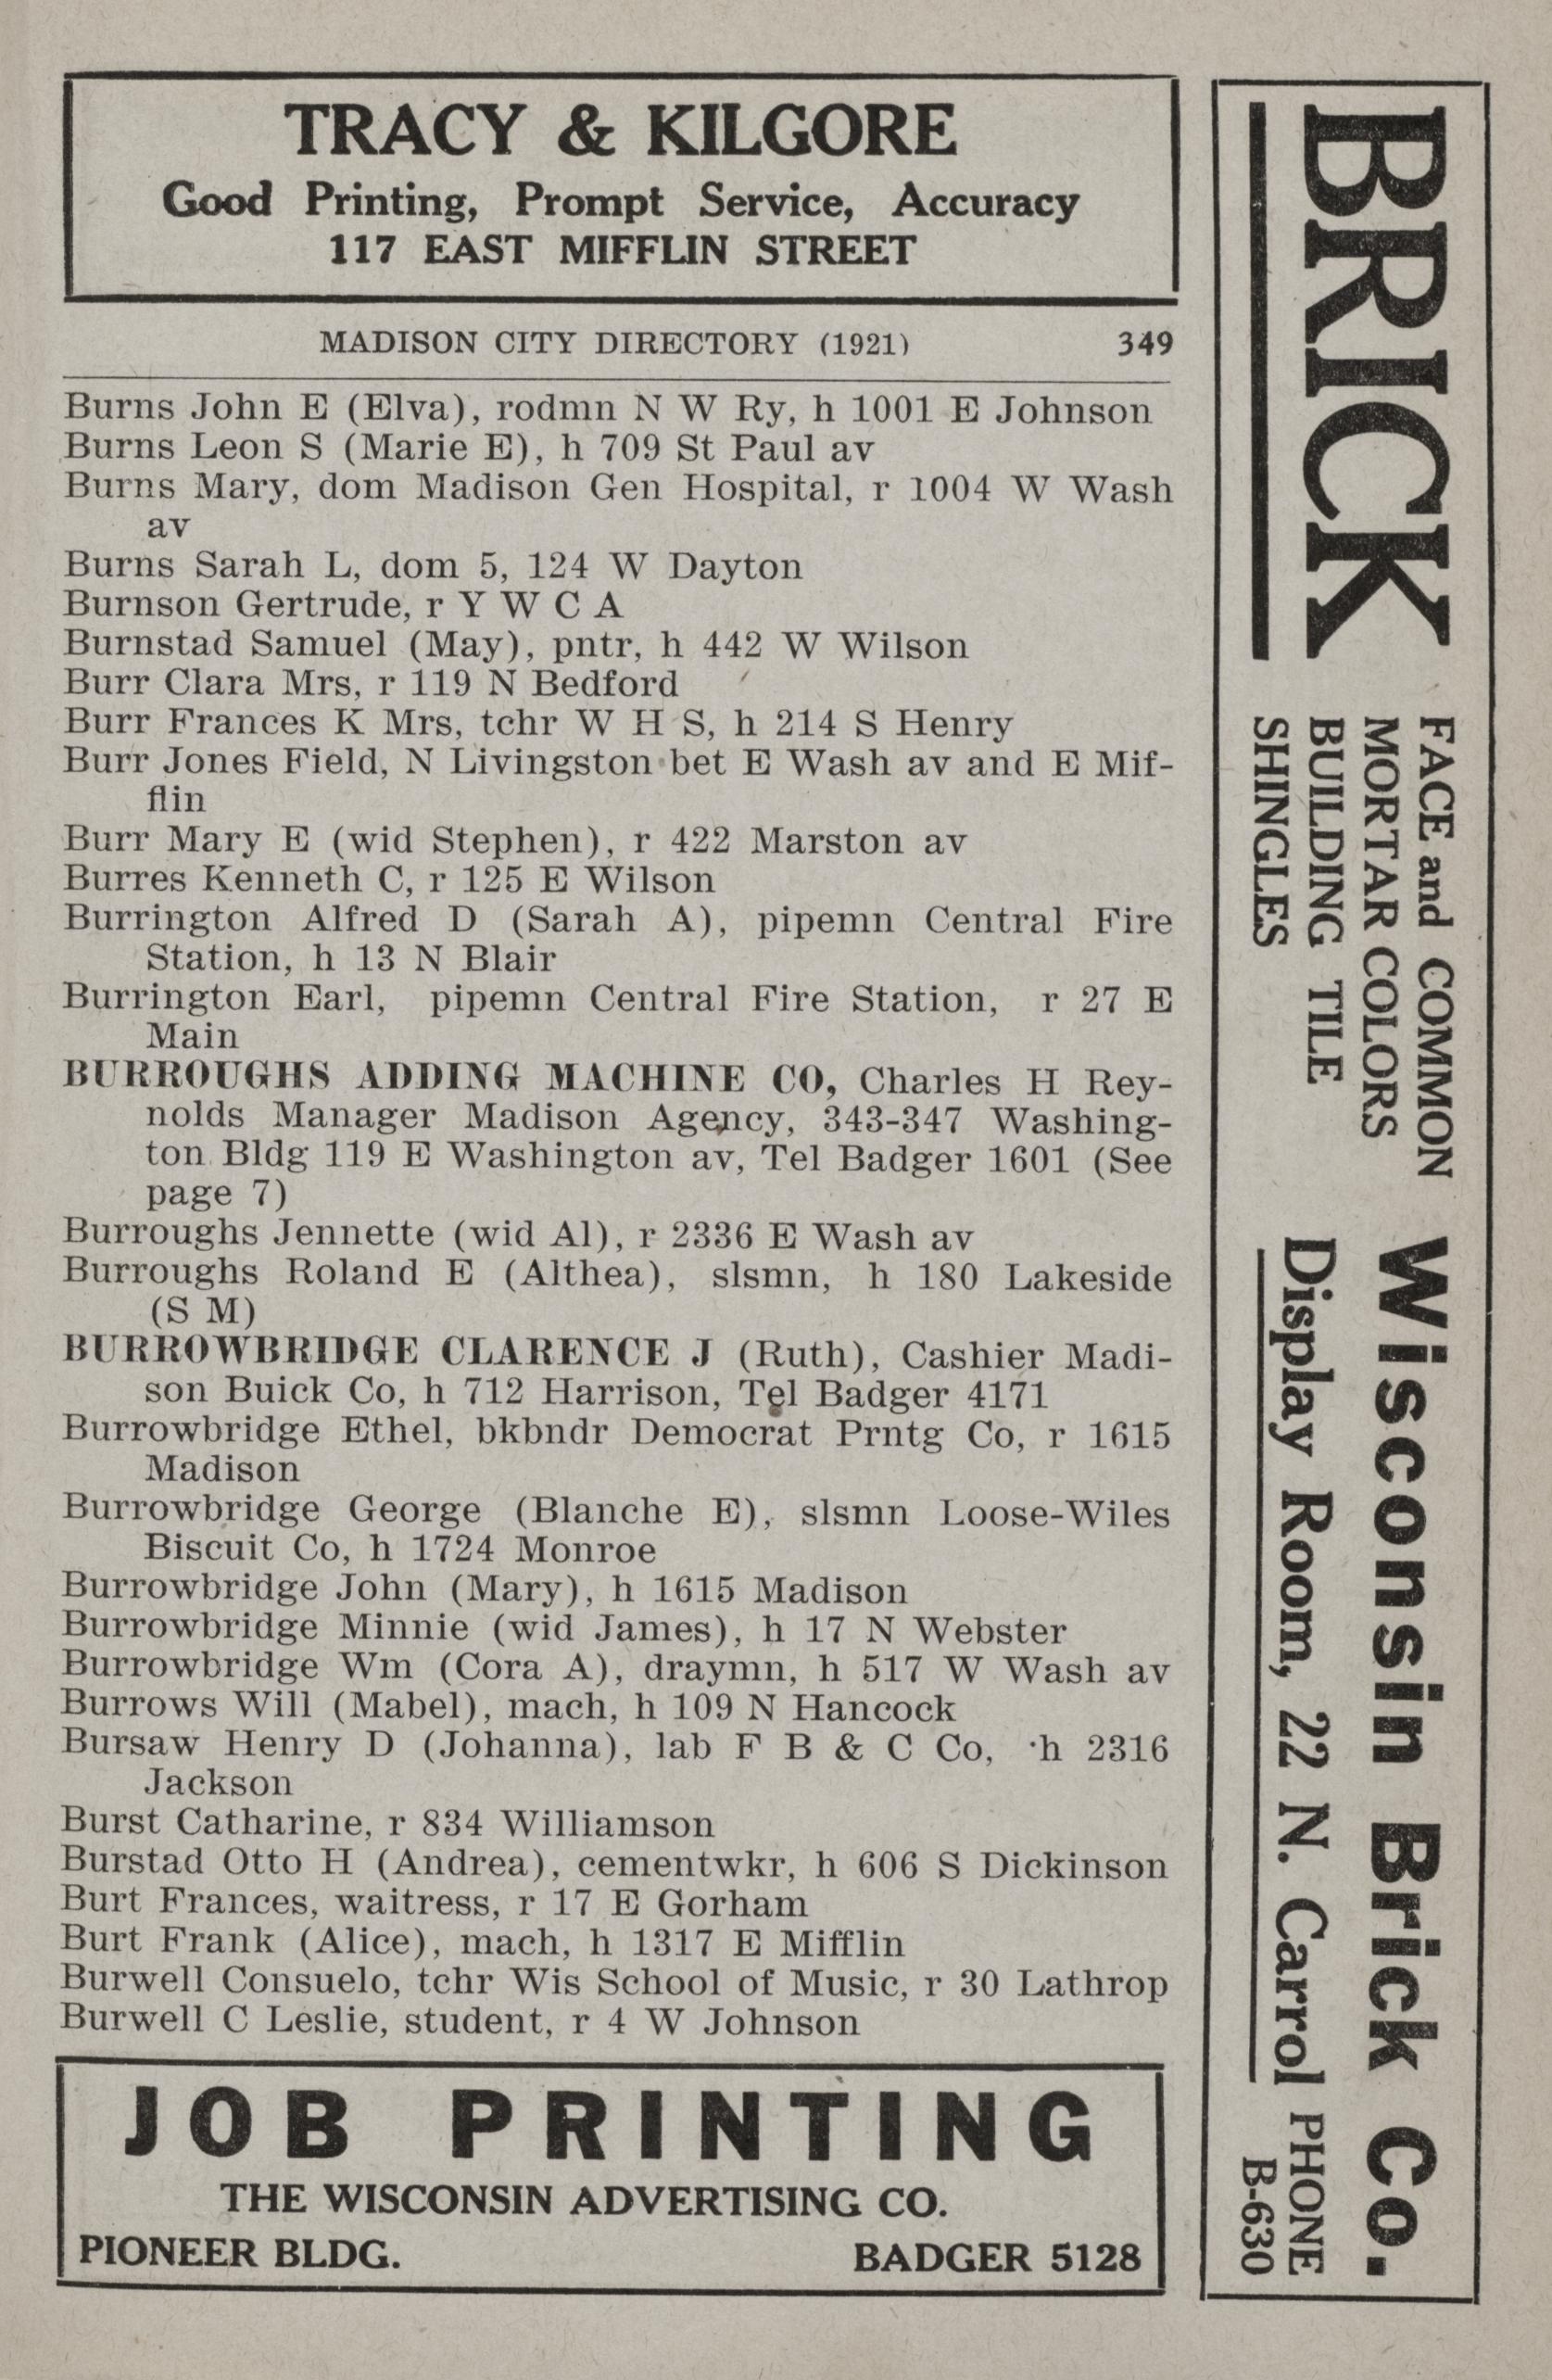 TRACY & KILGORE
Good Printing, Prompt Service, Accuracy
117 EAST MIFFLIN STREET
MADISON CITY DIRECTORY (1921) 349
Burns John E (Elva), rodmn N W Ry, h 1001 E Johnson
Burns Leon S (Marie E), h 709 St Paul av
Burns Mary, dom Madison Gen Hospital, r 1004 W Wash
av
Burns Sarah L, dom 5, 124 W Dayton
Burnson Gertrude, r Y W C A
Burnstad Samuel (May), pntr, h 442 W Wilson
Burr Clara Mrs, r 119 N Bedford
Burr Frances K Mrs, tchr W H S, h 214 S Henry
Burr Jones Field, N Livingston bet E Wash av and E Mif-
flin
Burr Mary E (wid Stephen), r 422 Marston av
Burres Kenneth C, r 125 E Wilson
Burrington Alfred D (Sarah A), pipemn Central Fire
Station, h 13 N Blair
Burrington Earl, pipemn Central Fire Station, r 27 E
Main
BURROUGHS ADDING MACHINE CO, Charles H Rey-
nolds Manager Madison Agency, 343-347 Washing-
ton Bldg 119 E Washington av, Tel Badger 1601 (See
page 7)
Burroughs Jennette (wid Al), r 2336 E Wash av
Burroughs Roland E (Althea), slsmn, h 180 Lakeside
(S M)
BURROWBRIDGE CLARENCE J (Ruth), Cashier Madi-
son Buick Co, h 712 Harrison, Tel Badger 4171
Burrowbridge Ethel, bkbndr Democrat Prntg Co, r 1615
Madison
Burrowbridge George (Blanche E), slsmn Loose-Wiles
Biscuit Co, h 1724 Monroe
Burrowbridge John (Mary), h 1615 Madison
Burrowbridge Minnie (wid James), h 17 N Webster
Burrowbridge Wm (Cora A), draymn, h 517 W Wash av
Burrows Will (Mabel), mach, h 109 N Hancock
Bursaw Henry D (Johanna), lab F B & C Co, h 2316
Jackson
Burst Catharine, r 834 Williamson
Burstad Otto H (Andrea), cementwkr, h 606 S Dickinson
Burt Frances, waitress, r 17 E Gorham
Burt Frank (Alice), mach, h 1317 E Mifflin
Burwell Consuelo, tchr Wis School of Music, r 30 Lathrop
Burwell C Leslie, student, r 4 W Johnson
JOB PRINTING
THE WISCONSIN ADVERTISING CO.
PIONEER BLDG. BADGER 5128
BRICK
FACE and COMMON
MORTAR COLORS
BUILDING TILE
SHINGLES
Wisconsin Brick Co.
Display Room, 22 N. Carrol
PHONE
B-630